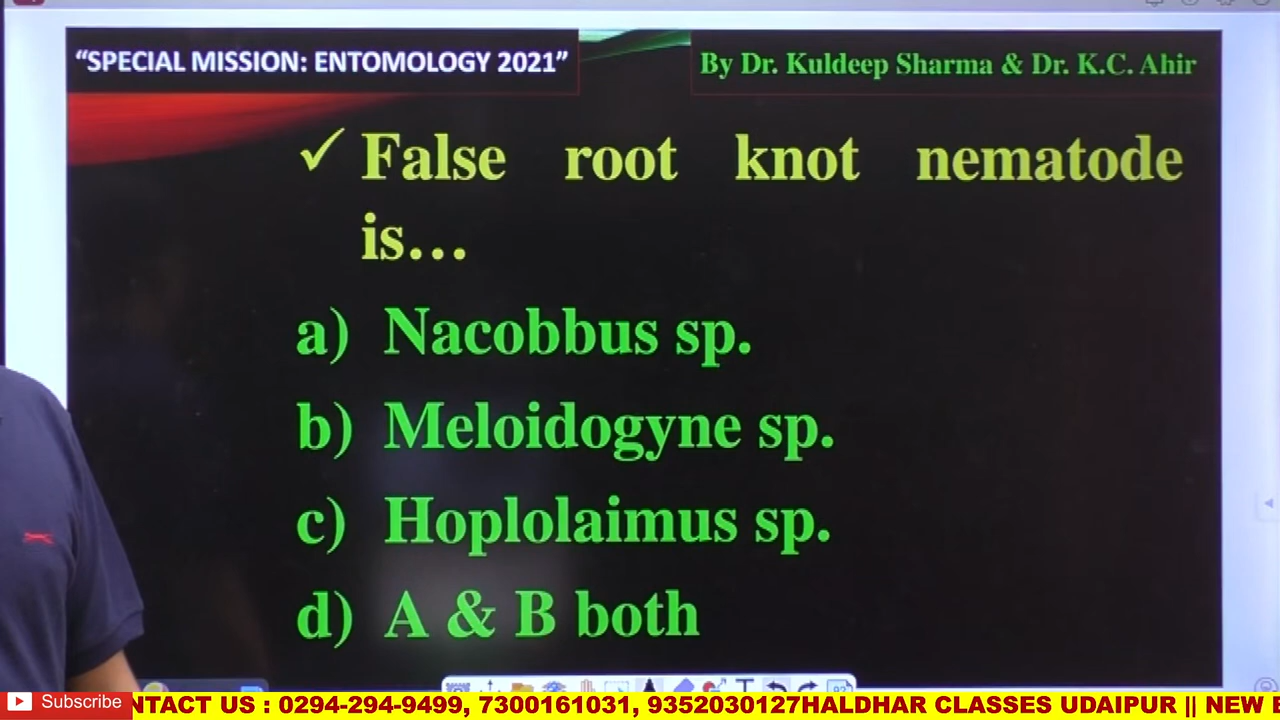 “SPECIAL MISSION: ENTOMOLOGY 2021”
By Dr. Kuldeep Sharma & Dr. K.C. Ahir
✓ False root knot nematode
is…
a) Nacobbus sp.
b) Meloidogyne sp.
c) Hoplolaimus sp.
d) A & B both
Subscribe
NTACT US : 0294-294-9499, 7300161031, 9352030127HALDHAR CLASSES UDAIPUR || NEW